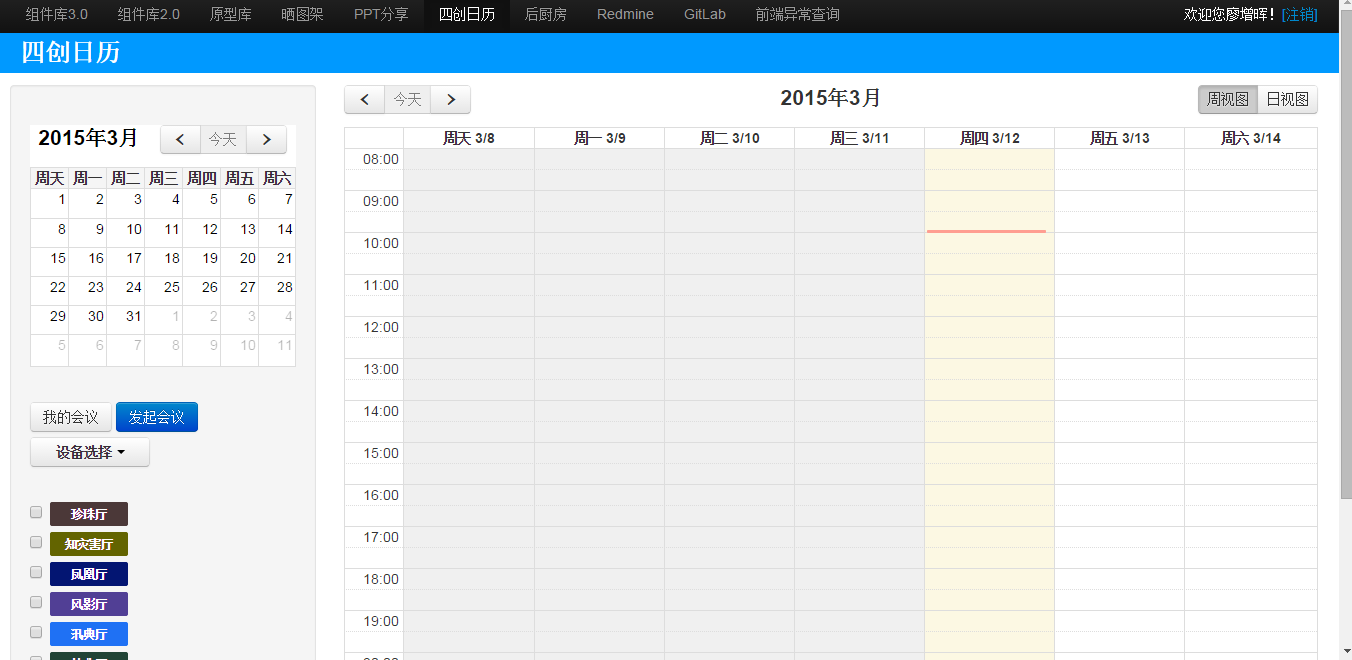 组件库3.0 组件库2.0 原型库 晒图架 PPT分享 四创日历 后厨房 Redmine GitLab 前端异常查询 欢迎您廖增晖！[注销]
四创日历
2015年3月 今天
周天 周一 周二 周三 周四 周五 周六
1 2 3 4 5 6 7
8 9 10 11 12 13 14
15 16 17 18 19 20 21
22 23 24 25 26 27 28
29 30 31 1 2 3 4
5 6 7 8 9 10 11
我的会议 发起会议
设备选择
珍珠厅
知灾害厅
凤凰厅
风影厅
汛典厅
今天 2015年3月 周视图 日视图
周天 3/8 周一 3/9 周二 3/10 周三 3/11 周四 3/12 周五 3/13 周六 3/14
08:00
09:00
10:00
11:00
12:00
13:00
14:00
15:00
16:00
17:00
18:00
19:00